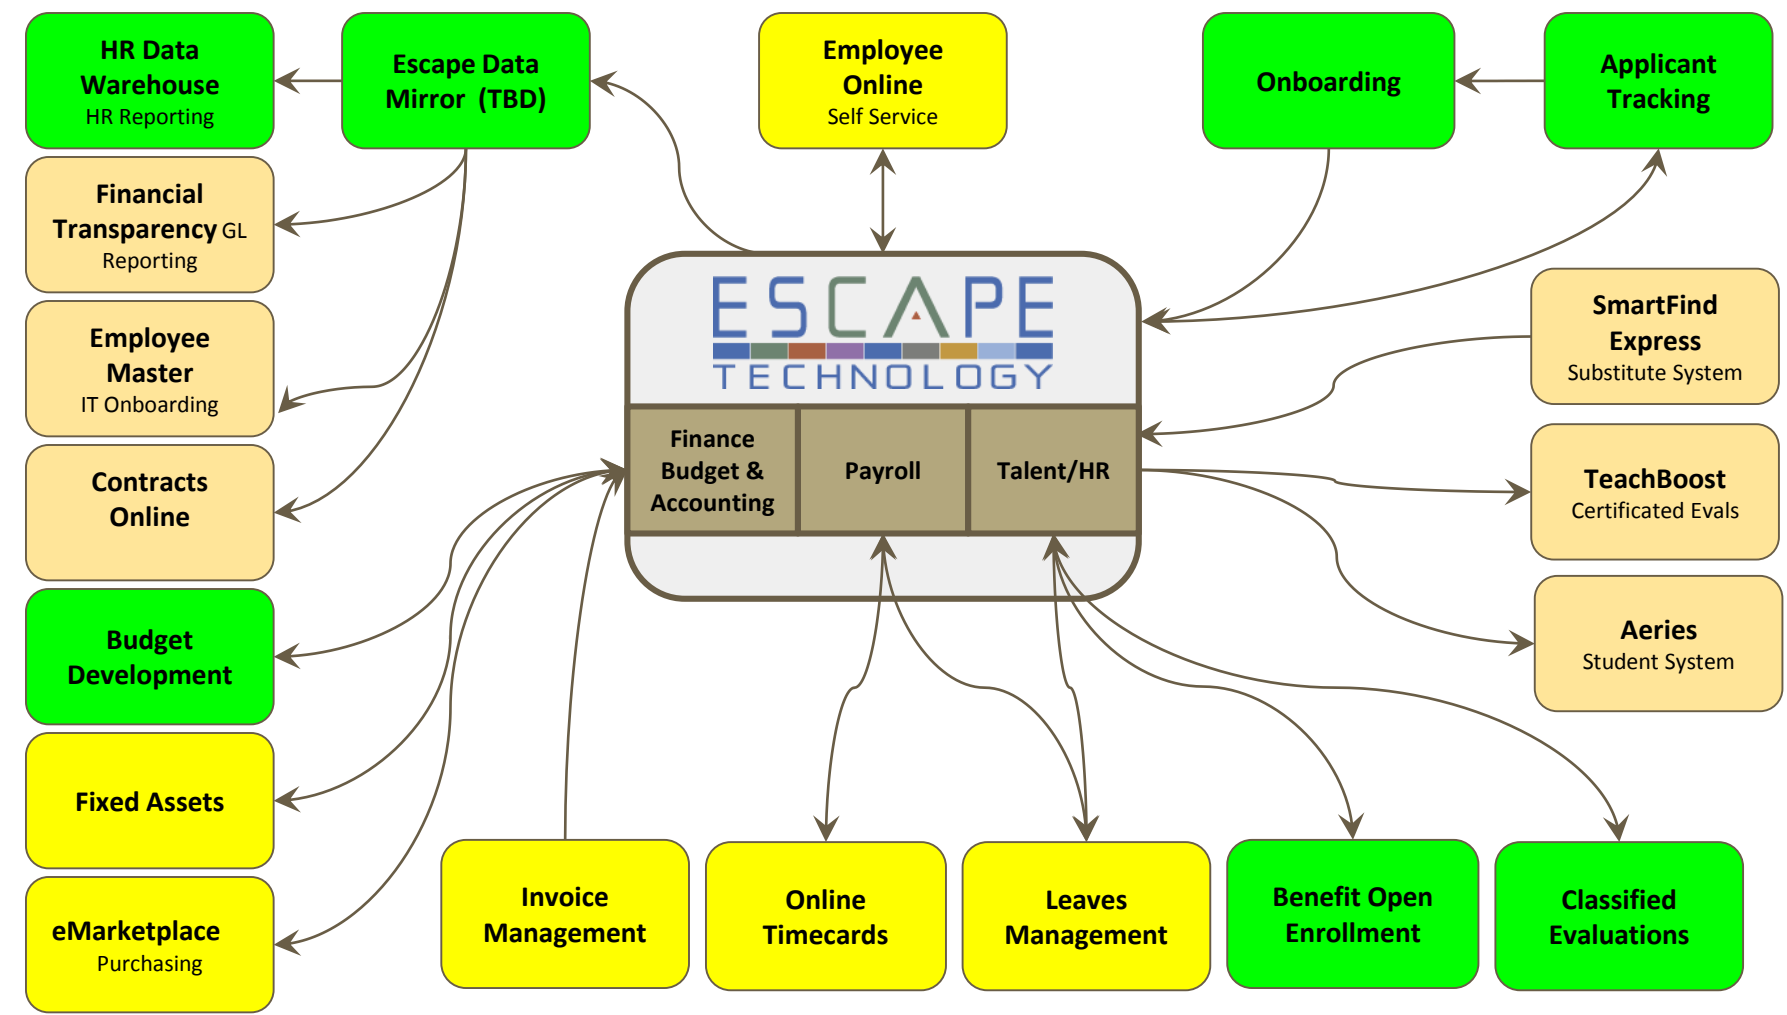 HR Data
Warehouse
HR Reporting
Escape Data
Mirror (TBD)
Employee
Online
Self Service
Onboarding
Applicant
Tracking
Financial
Transparency GL
Reporting
Employee
Master
IT Onboarding
Contracts
Online
Budget
Development
Fixed Assets
eMarketplace
Purchasing
ESCAPE
TECHNOLOGY
Finance
Budget &
Accounting
Payroll
Talent/HR
SmartFind
Express
Substitute System
TeachBoost
Certificated Evals
Aeries
Student System
Invoice
Management
Online
Timecards
Leaves
Management
Benefit Open
Enrollment
Classified
Evaluations